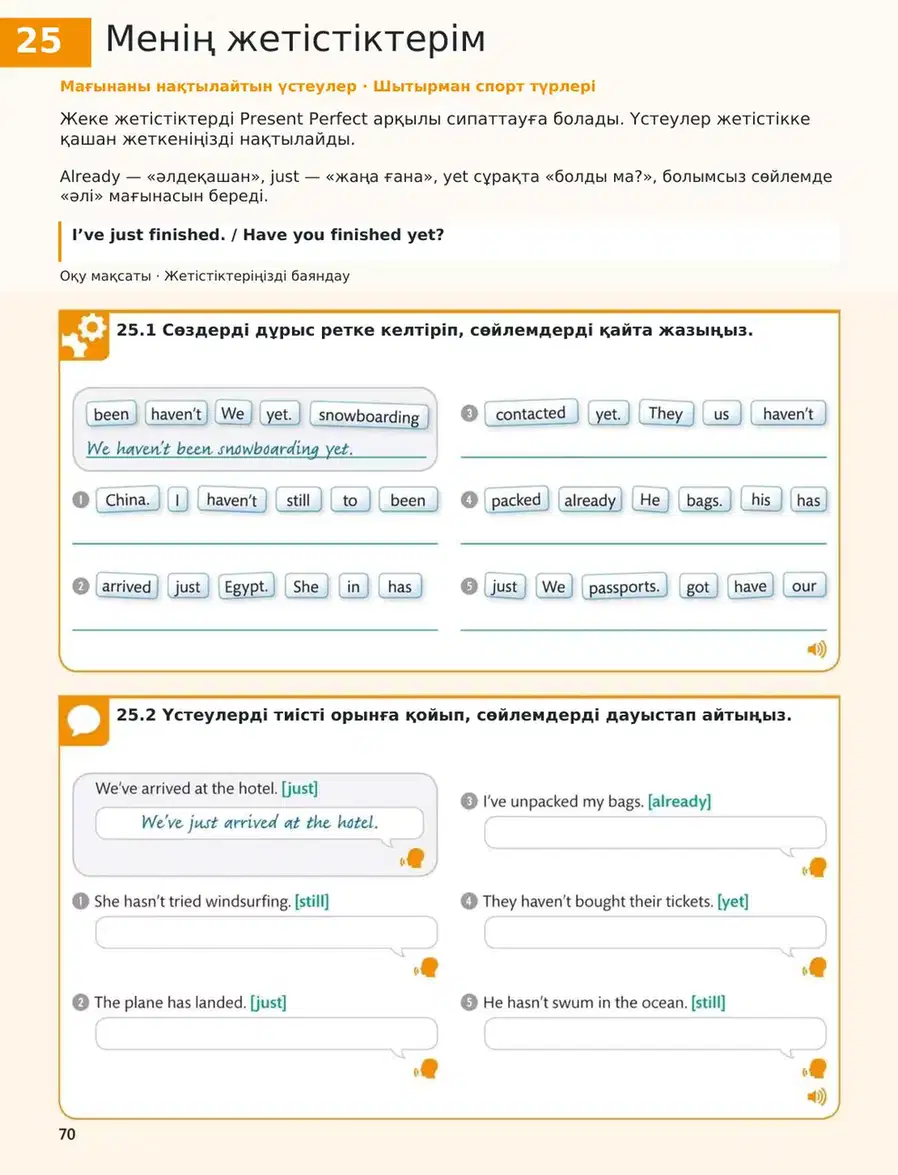 25
Менің жетістіктерім
Мағынаны нақтылайтын үстеулер · Шытырман спорт түрлері
Жеке жетістіктерді Present Perfect арқылы сипаттауға болады. Үстеулер жетістікке
қашан жеткеніңізді нақтылайды.
Already — «әлдеқашан», just — «жаңа ғана», yet сұрақта «болды ма?», болымсыз сөйлемде
«әлі» мағынасын береді.
I’ve just finished. / Have you finished yet?
Оқу мақсаты · Жетістіктеріңізді баяндау
25.1 Сөздерді дұрыс ретке келтіріп, сөйлемдерді қайта жазыңыз.
been haven’t We yet. snowboarding
We haven’t been snowboarding yet.
1 China. I haven’t still to been
2 arrived just Egypt. She in has
3 contacted yet. They us haven’t
4 packed already He bags. his has
5 just We passports. got have our
25.2 Үстеулерді тиісті орынға қойып, сөйлемдерді дауыстап айтыңыз.
We’ve arrived at the hotel. [just]
We’ve just arrived at the hotel.
1 She hasn’t tried windsurfing. [still]
2 The plane has landed. [just]
3 I’ve unpacked my bags. [already]
4 They haven’t bought their tickets. [yet]
5 He hasn’t swum in the ocean. [still]
70